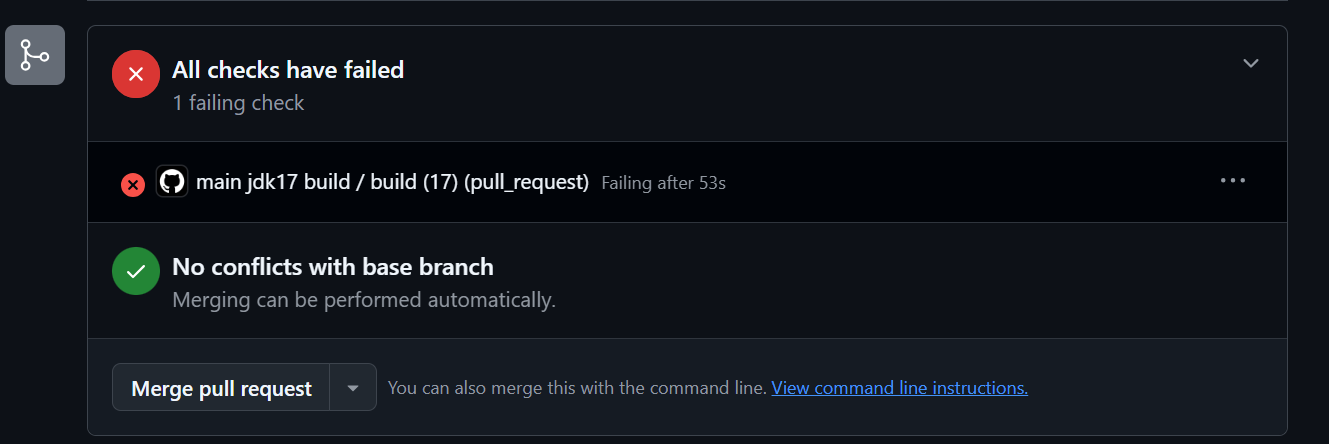 All checks have failed
1 failing check
main jdk17 build / build (17) (pull_request) Failing after 53s
No conflicts with base branch
Merging can be performed automatically.
Merge pull request You can also merge this with the command line. View command line instructions.